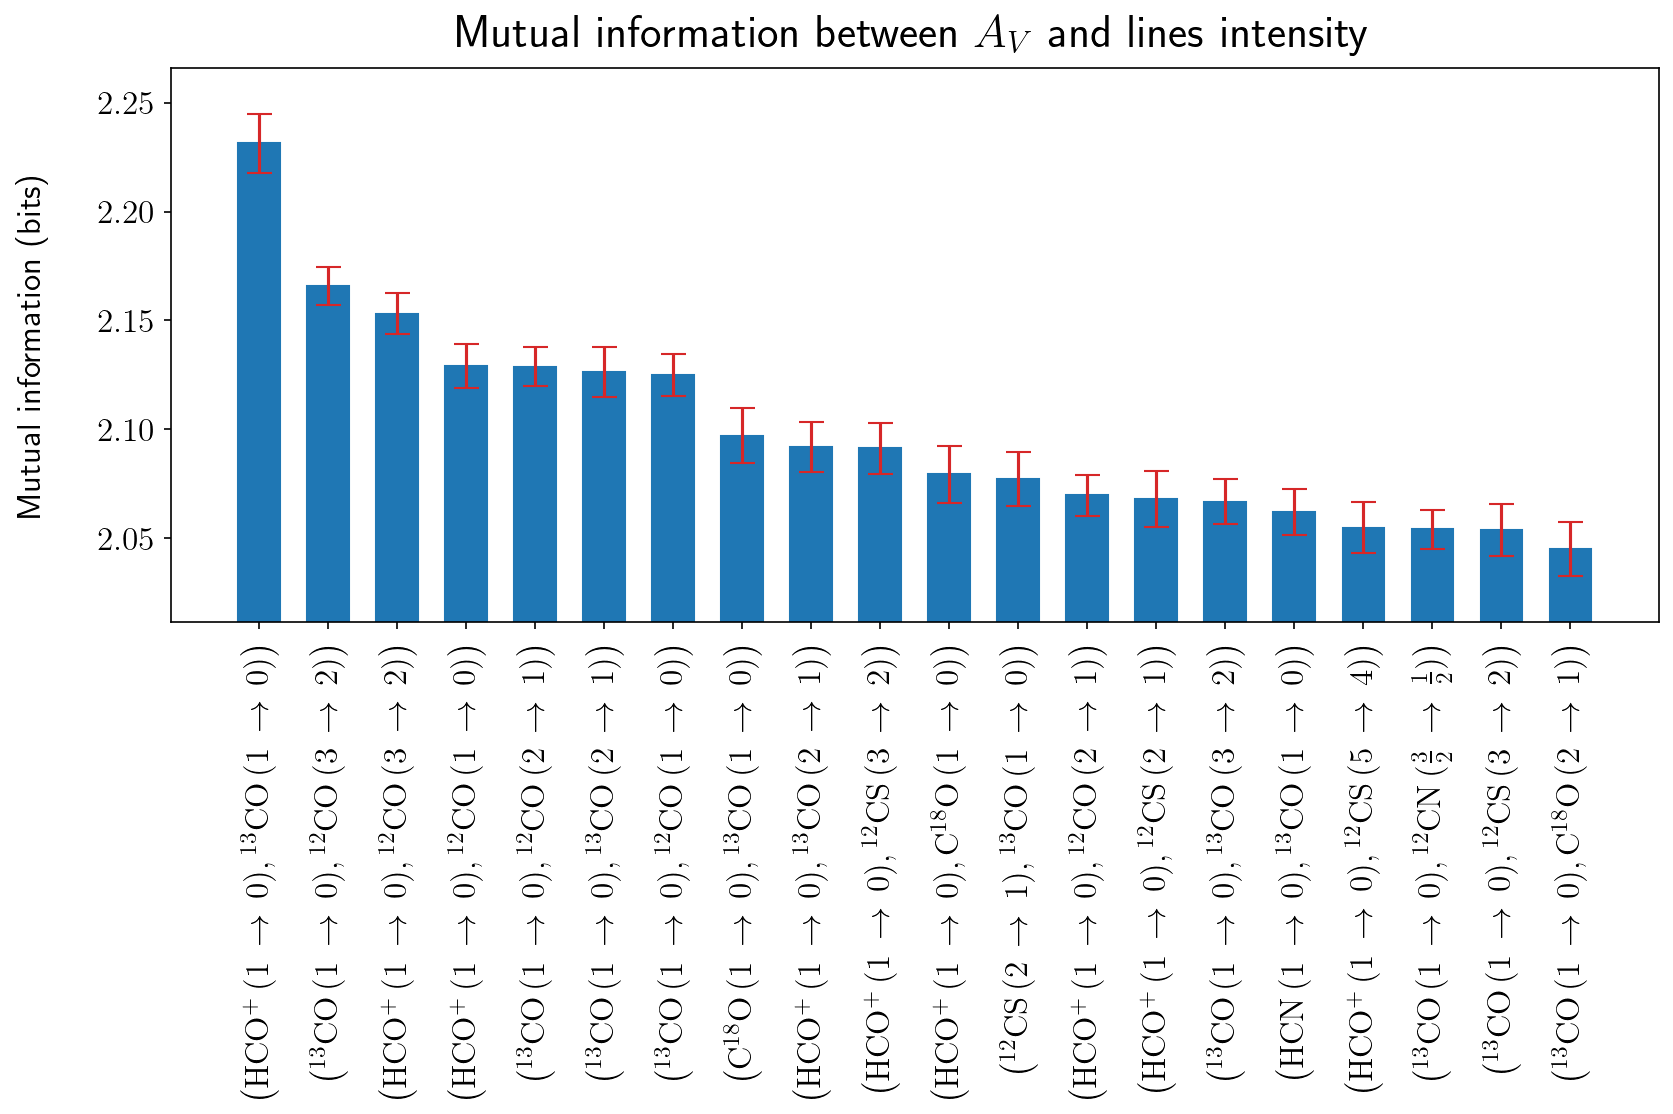 Mutual information between A_V and lines intensity
Mutual information (bits)
2.25
2.20
2.15
2.10
2.05
(HCO⁺ (1 → 0), ¹³CO (1 → 0))
(¹³CO (1 → 0), ¹²CO (3 → 2))
(HCO⁺ (1 → 0), ¹²CO (3 → 2))
(HCO⁺ (1 → 0), ¹²CO (1 → 0))
(¹³CO (1 → 0), ¹²CO (2 → 1))
(¹³CO (1 → 0), ¹³CO (2 → 1))
(¹³CO (1 → 0), ¹²CO (1 → 0))
(C¹⁸O (1 → 0), ¹³CO (1 → 0))
(HCO⁺ (1 → 0), ¹³CO (2 → 1))
(HCO⁺ (1 → 0), ¹²CS (3 → 2))
(HCO⁺ (1 → 0), C¹⁸O (1 → 0))
(¹²CS (2 → 1), ¹³CO (1 → 0))
(HCO⁺ (1 → 0), ¹²CO (2 → 1))
(HCO⁺ (1 → 0), ¹²CS (2 → 1))
(¹³CO (1 → 0), ¹³CO (3 → 2))
(HCN (1 → 0), ¹³CO (1 → 0))
(HCO⁺ (1 → 0), ¹²CS (5 → 4))
(¹³CO (1 → 0), ¹²CN (3/2 → 1/2))
(¹³CO (1 → 0), ¹²CS (3 → 2))
(¹³CO (1 → 0), C¹⁸O (2 → 1))